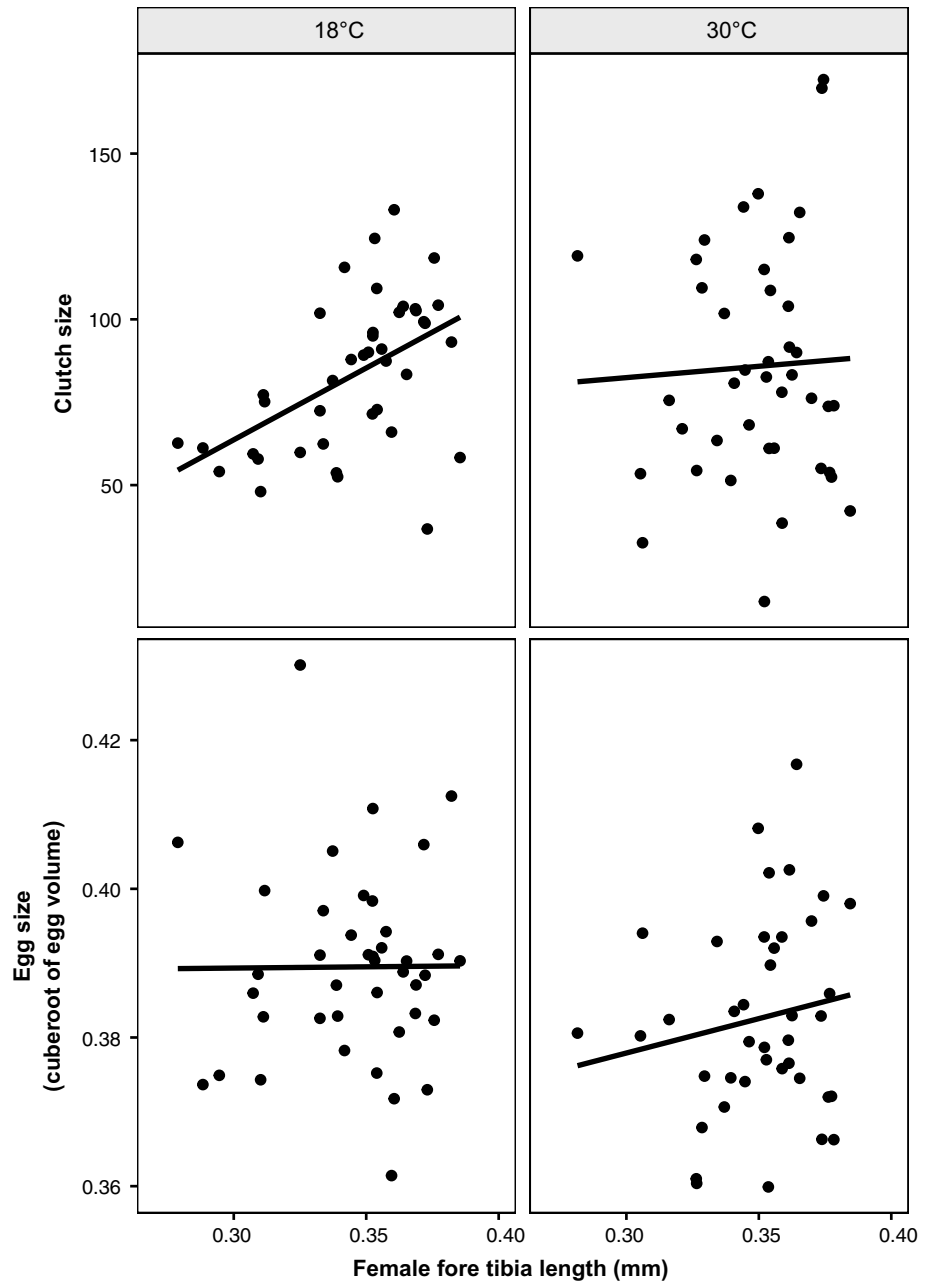 18°C
30°C
Clutch size
150
100
50
Egg size
(cuberoot of egg volume)
0.42
0.40
0.38
0.36
0.30
0.35
0.40
0.30
0.35
0.40
Female fore tibia length (mm)